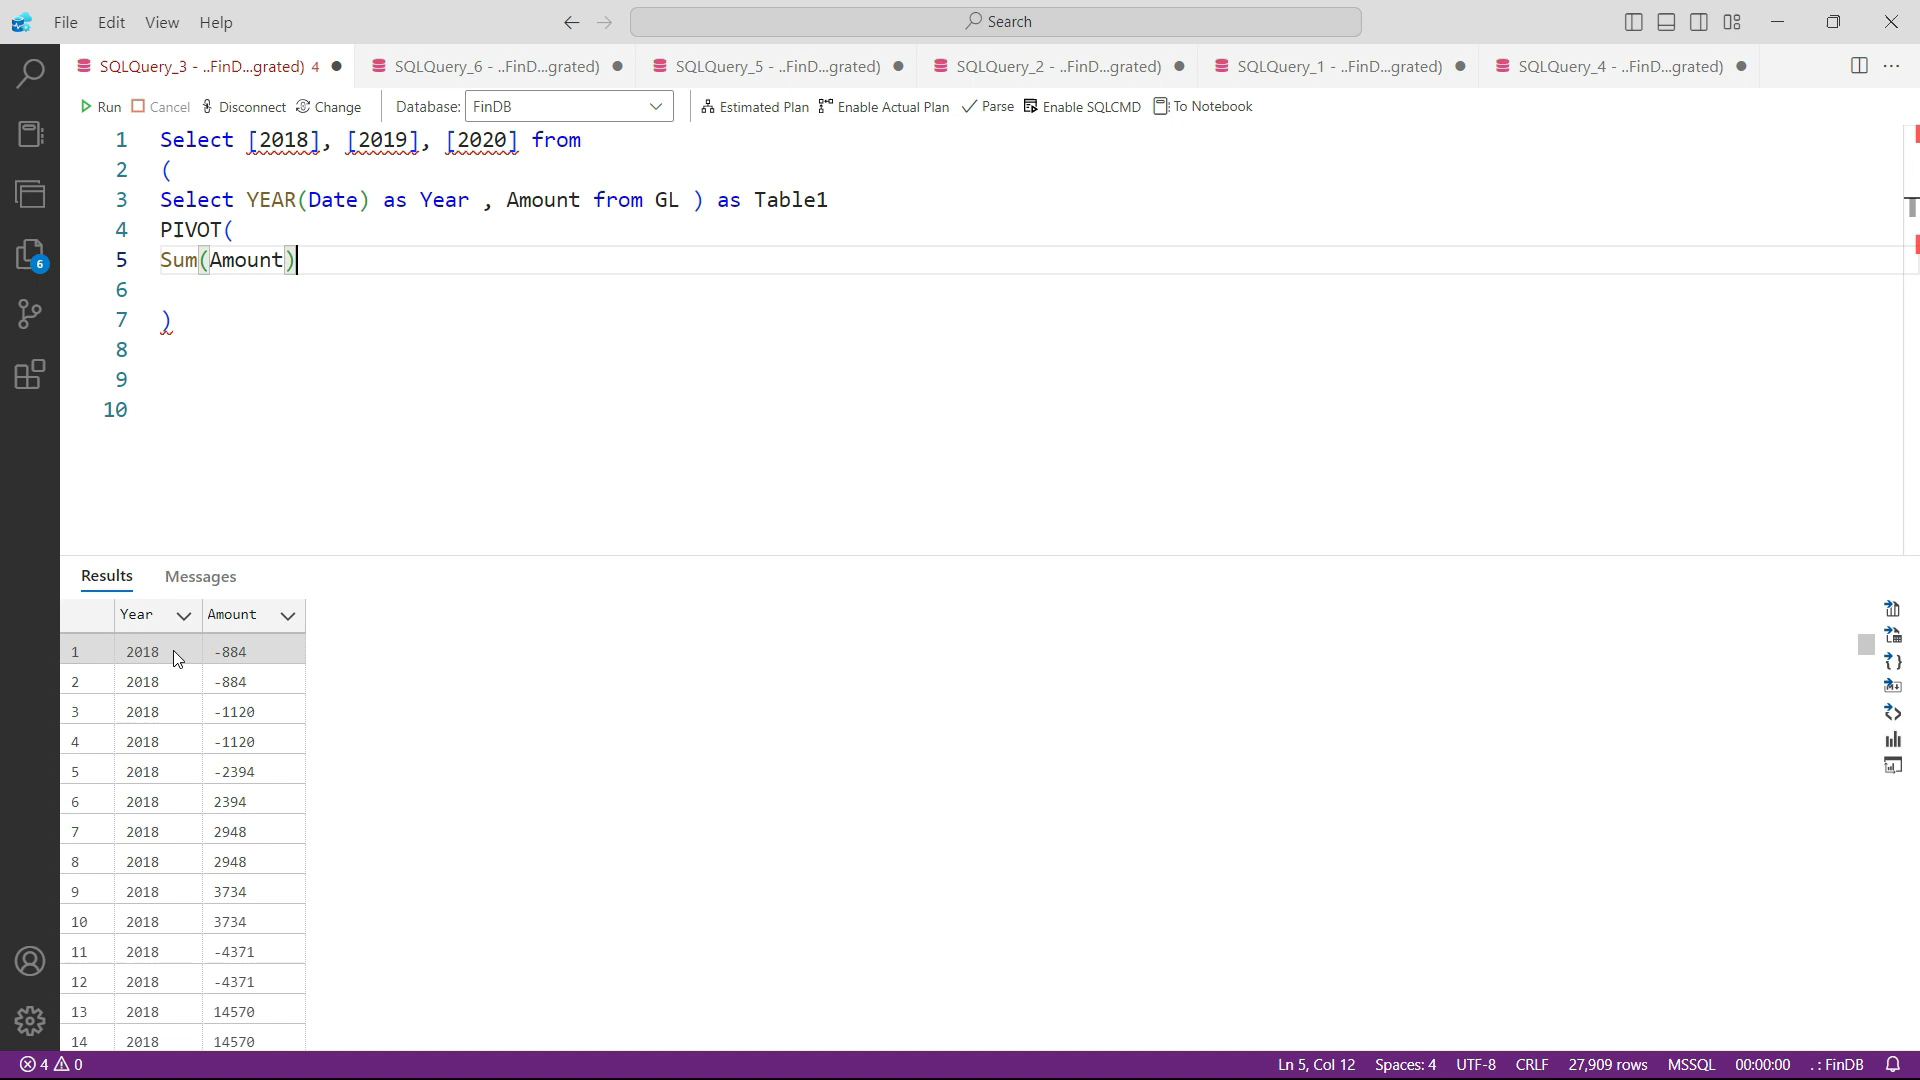 File Edit View Help Search
SQLQuery_3 - ..FinD...grated) 4 SQLQuery_6 - ..FinD...grated) SQLQuery_5 - ..FinD...grated) SQLQuery_2 - ..FinD...grated) SQLQuery_1 - ..FinD...grated) SQLQuery_4 - ..FinD...grated)
Run Cancel Disconnect Change Database: FinDB Estimated Plan Enable Actual Plan Parse Enable SQLCMD To Notebook
1 Select [2018], [2019], [2020] from
2 (
3 Select YEAR(Date) as Year , Amount from GL ) as Table1
4 PIVOT(
5 Sum(Amount)
6
7 )
8
9
10
6
Results Messages
Year Amount
1 2018 -884
2 2018 -884
3 2018 -1120
4 2018 -1120
5 2018 -2394
6 2018 2394
7 2018 2948
8 2018 2948
9 2018 3734
10 2018 3734
11 2018 -4371
12 2018 -4371
13 2018 14570
14 2018 14570
4 0 Ln 5, Col 12 Spaces: 4 UTF-8 CRLF 27,909 rows MSSQL 00:00:00 . : FinDB